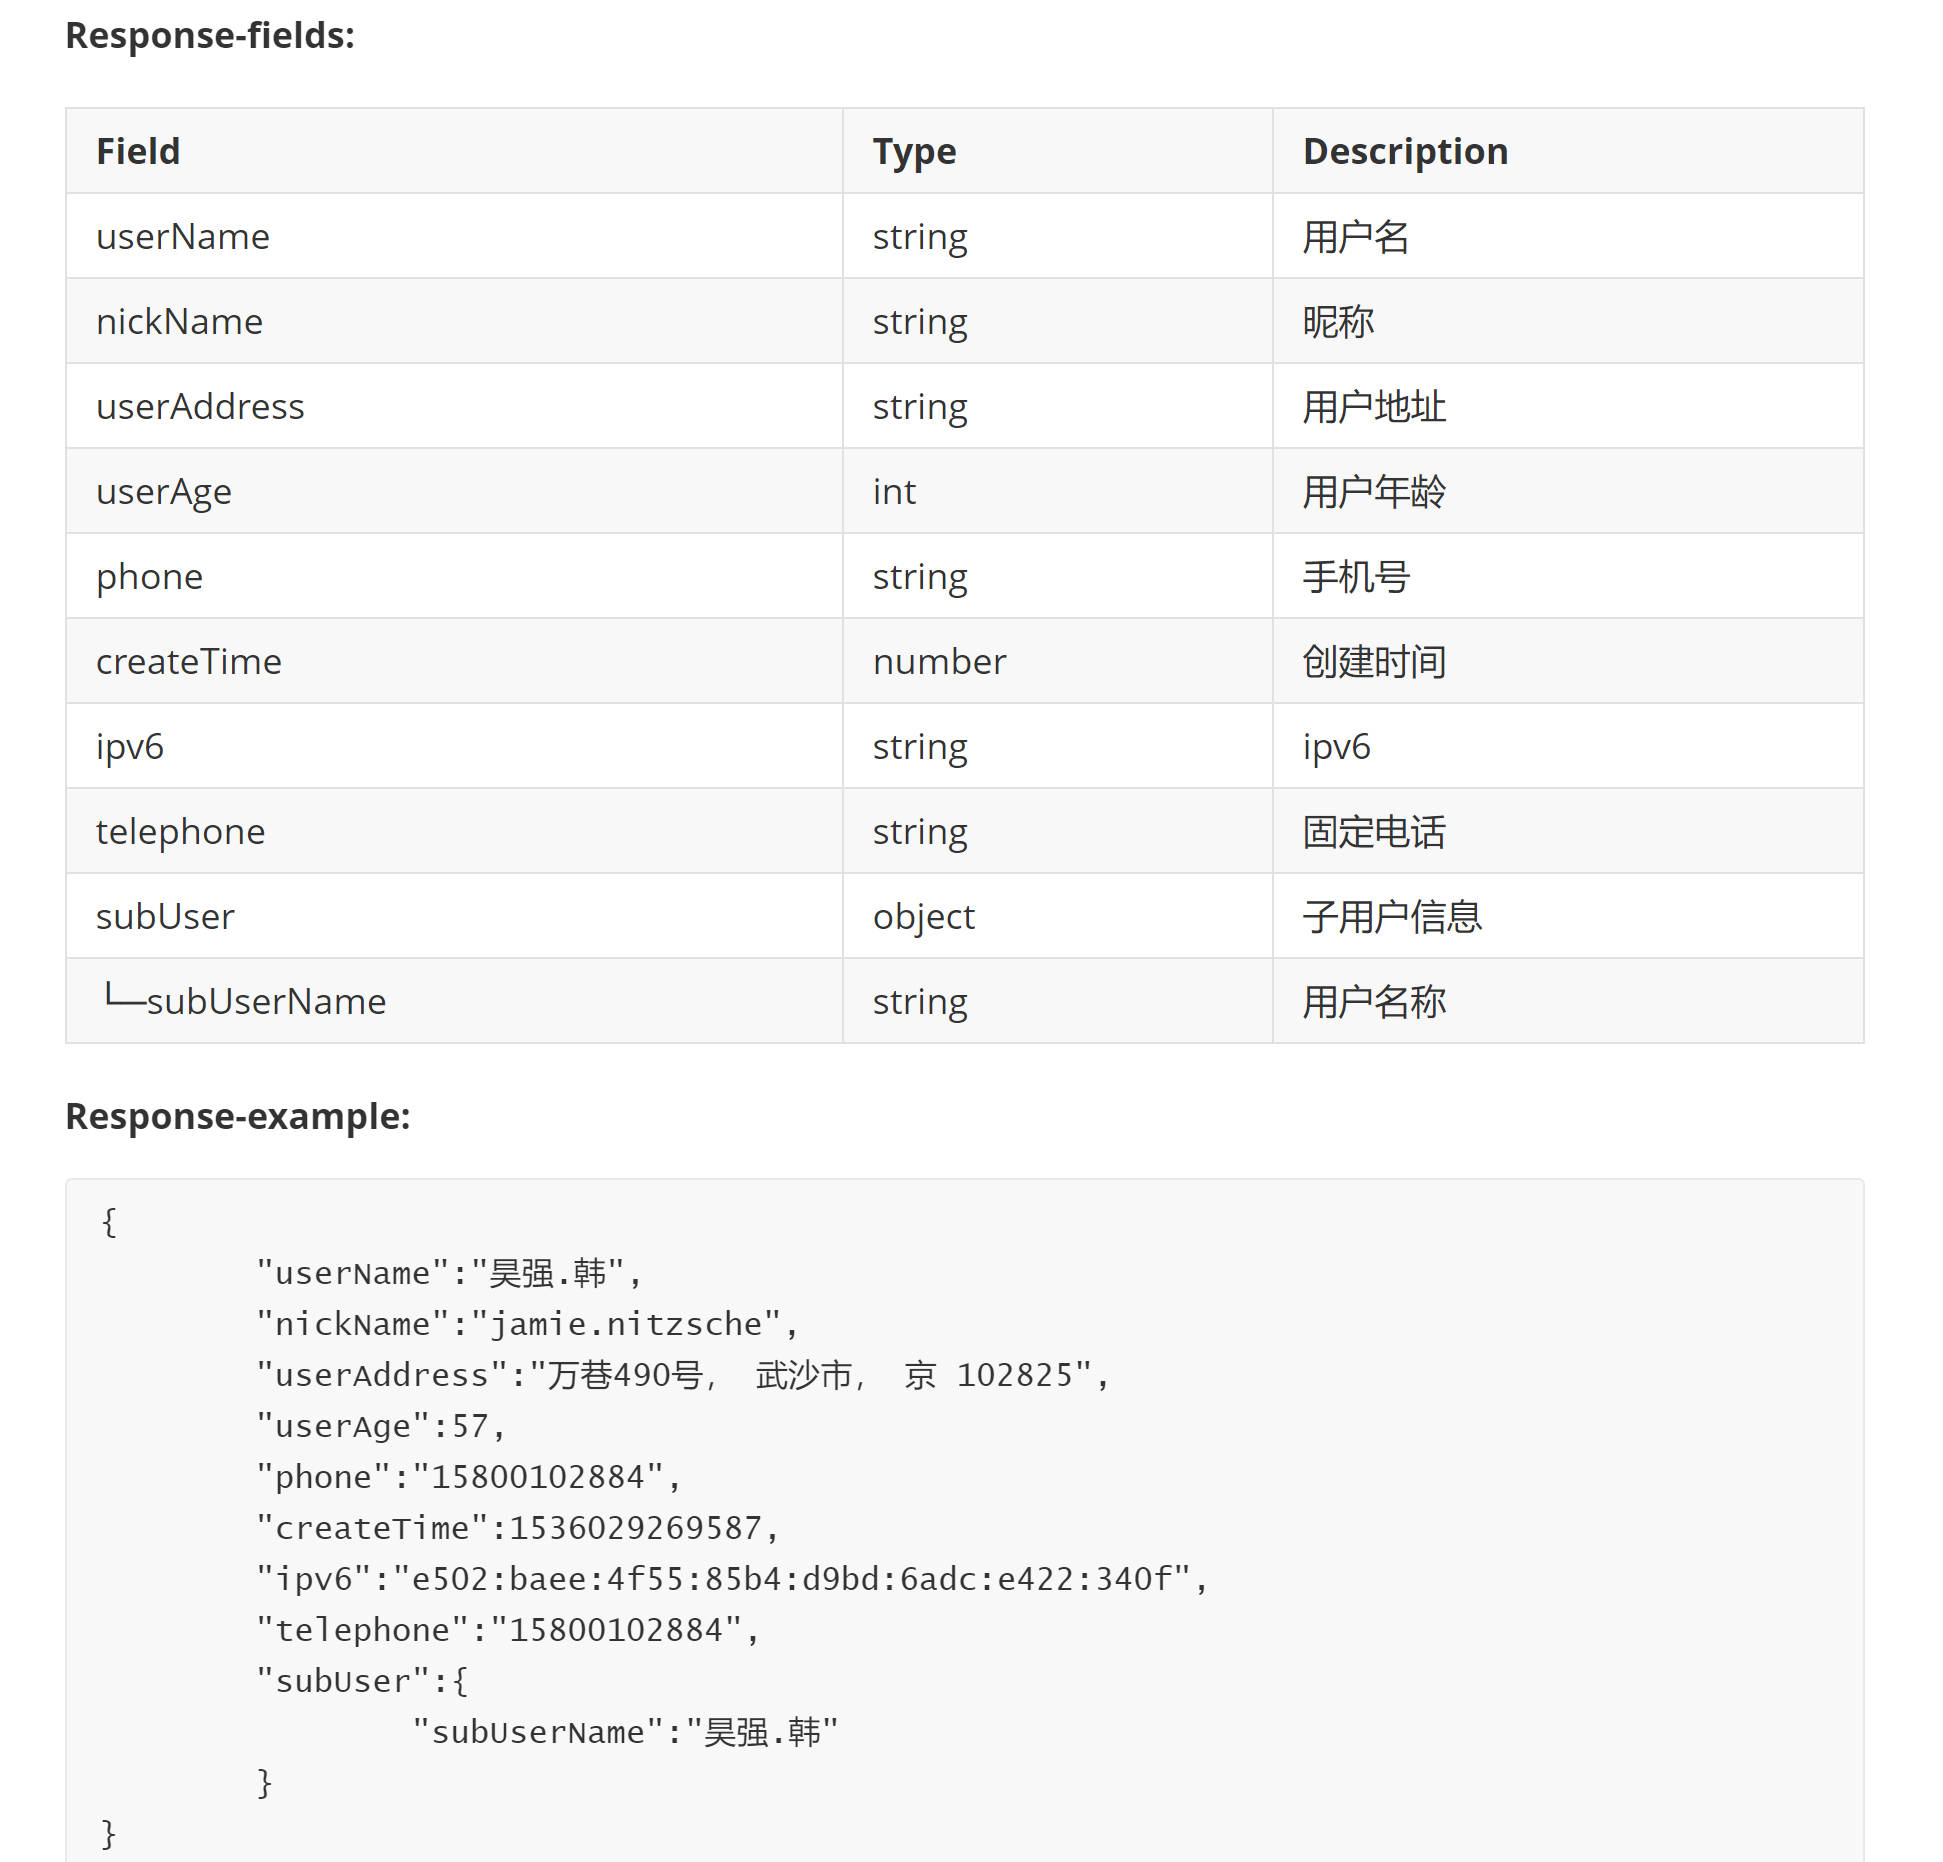 Response-fields:
Field Type Description
userName string 用户名
nickName string 昵称
userAddress string 用户地址
userAge int 用户年龄
phone string 手机号
createTime number 创建时间
ipv6 string ipv6
telephone string 固定电话
subUser object 子用户信息
└─subUserName string 用户名称
Response-example:
{
"userName":"昊强.韩",
"nickName":"jamie.nitzsche",
"userAddress":"万巷490号， 武沙市， 京 102825",
"userAge":57,
"phone":"15800102884",
"createTime":1536029269587,
"ipv6":"e502:baee:4f55:85b4:d9bd:6adc:e422:340f",
"telephone":"15800102884",
"subUser":{
"subUserName":"昊强.韩"
}
}